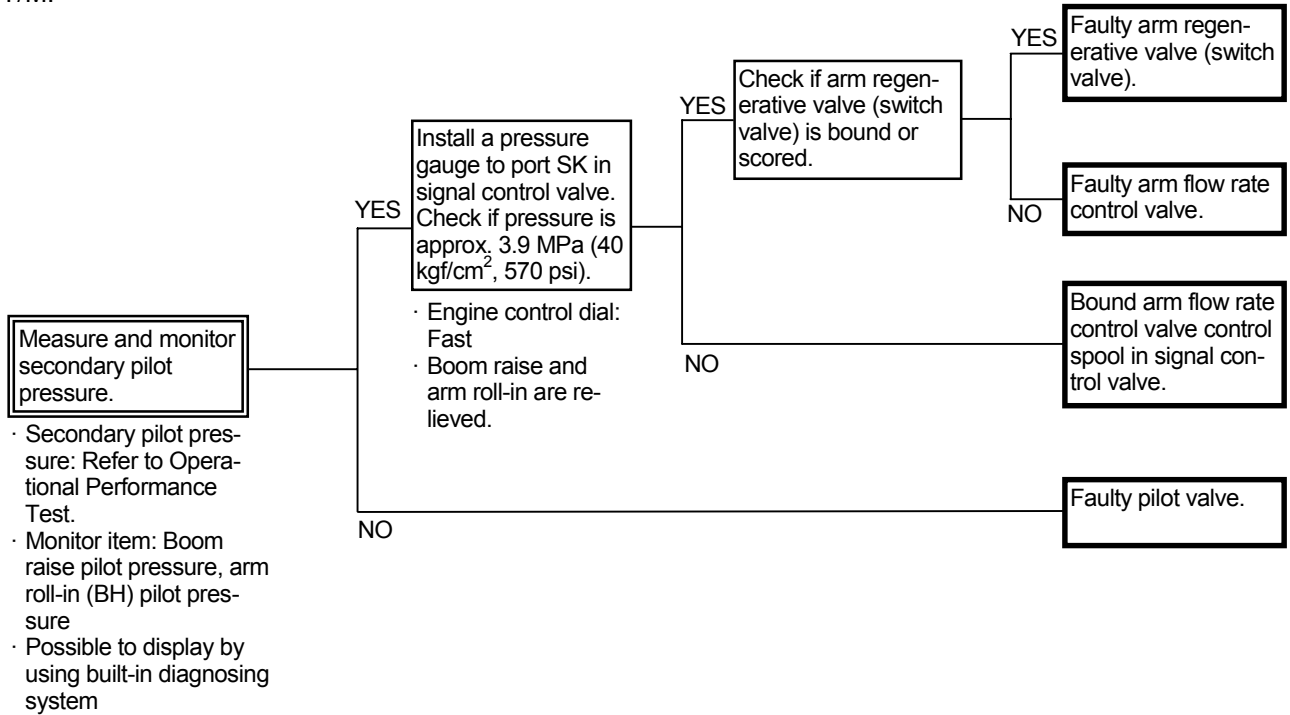 Measure and monitor
secondary pilot
pressure.
· Secondary pilot pres-
sure: Refer to Opera-
tional Performance
Test.
· Monitor item: Boom
raise pilot pressure, arm
roll-in (BH) pilot pres-
sure
· Possible to display by
using built-in diagnosing
system
YES
NO
Install a pressure
gauge to port SK in
signal control valve.
Check if pressure is
approx. 3.9 MPa (40
kgf/cm², 570 psi).
· Engine control dial:
Fast
· Boom raise and
arm roll-in are re-
lieved.
YES
NO
Check if arm regen-
erative valve (switch
valve) is bound or
scored.
YES
NO
Faulty arm regen-
erative valve (switch
valve).
Faulty arm flow rate
control valve.
Bound arm flow rate
control valve control
spool in signal con-
trol valve.
Faulty pilot valve.